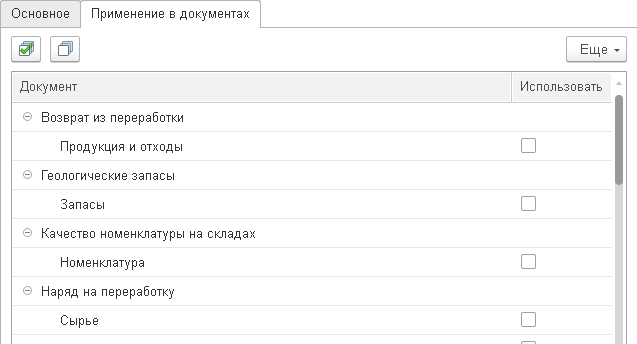 Основное Применение в документах
Еще
Документ Использовать
Возврат из переработки
Продукция и отходы
Геологические запасы
Запасы
Качество номенклатуры на складах
Номенклатура
Наряд на переработку
Сырье